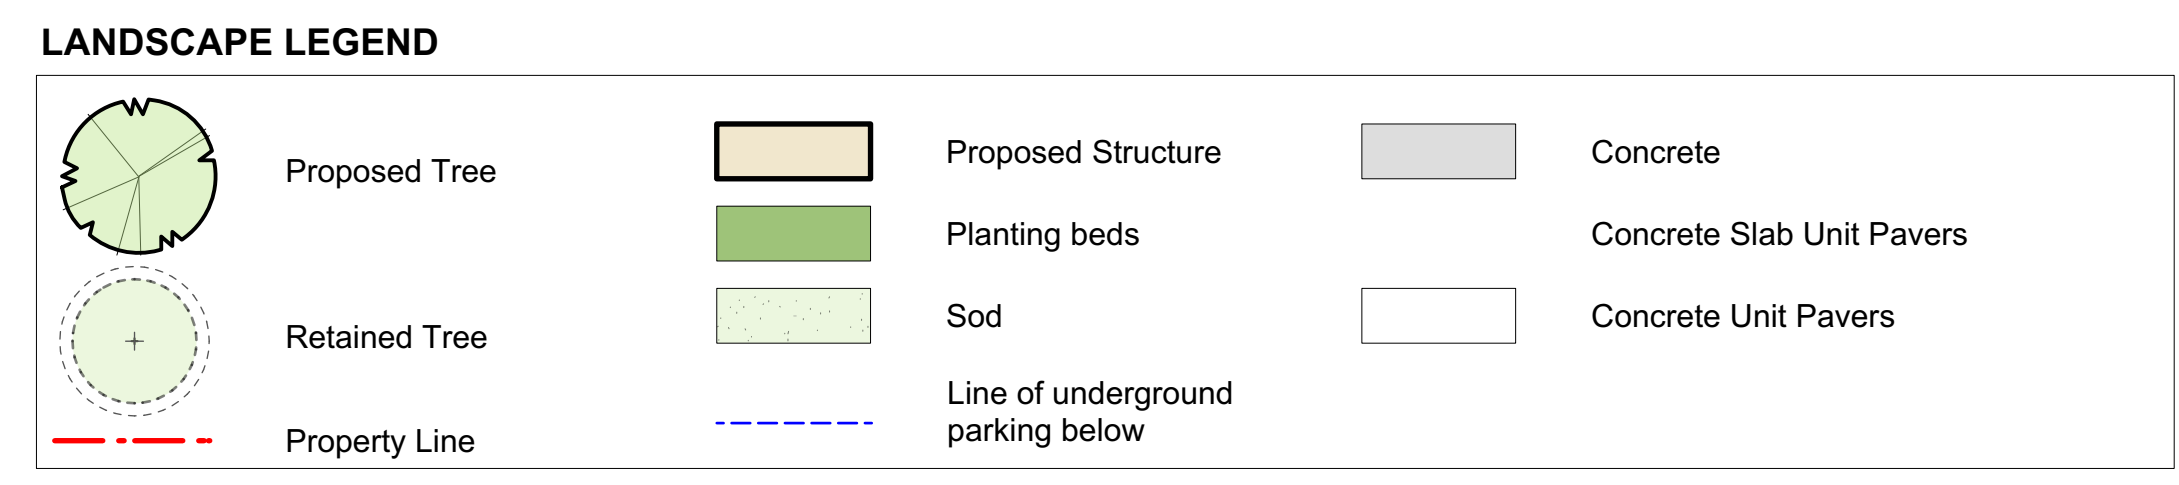 LANDSCAPE LEGEND
Proposed Tree
Retained Tree
Property Line
Proposed Structure
Planting beds
Sod
Line of underground
parking below
Concrete
Concrete Slab Unit Pavers
Concrete Unit Pavers